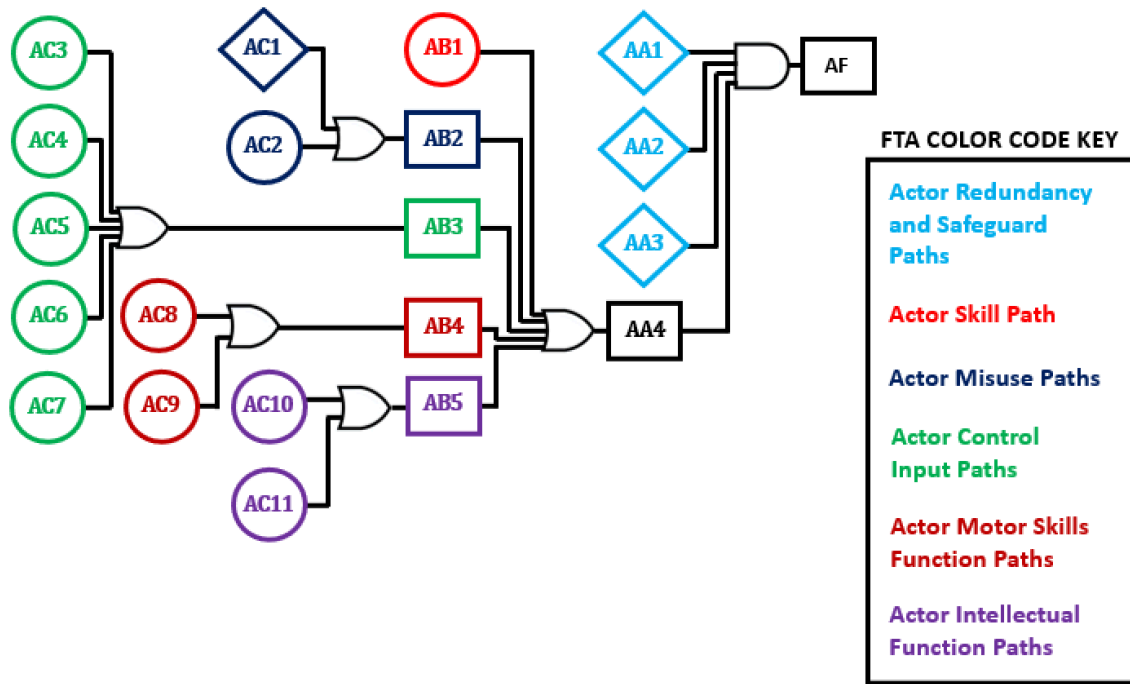 AC3
AC1
AB1
AA1
AF
AC4
AC2
AB2
AA2
AC5
AB3
AA3
AC6
AC8
AB4
AA4
AC7
AC9
AC10
AB5
AC11
FTA COLOR CODE KEY
Actor Redundancy
and Safeguard
Paths
Actor Skill Path
Actor Misuse Paths
Actor Control
Input Paths
Actor Motor Skills
Function Paths
Actor Intellectual
Function Paths